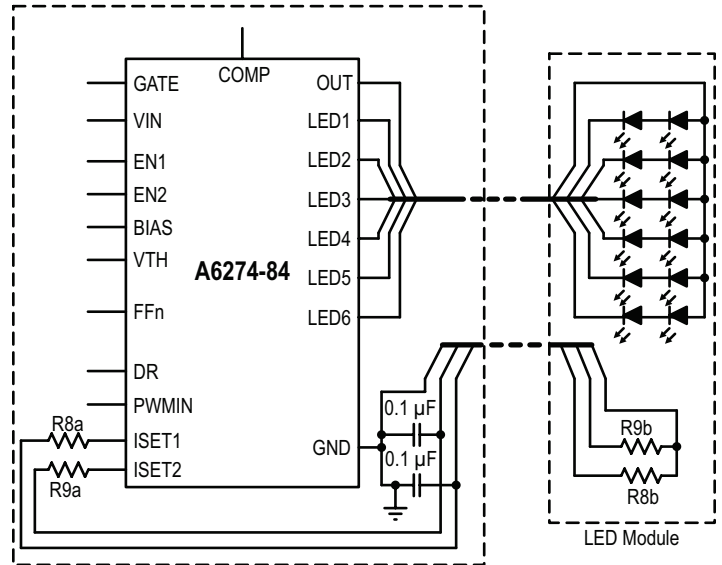 COMP
GATE
OUT
VIN
LED1
EN1
LED2
EN2
LED3
BIAS
LED4
VTH
A6274-84
LED5
FFn
LED6
DR
PWMIN
0.1 µF
R8a
ISET1
GND
R9b
0.1 µF
ISET2
R9a
R8b
LED Module